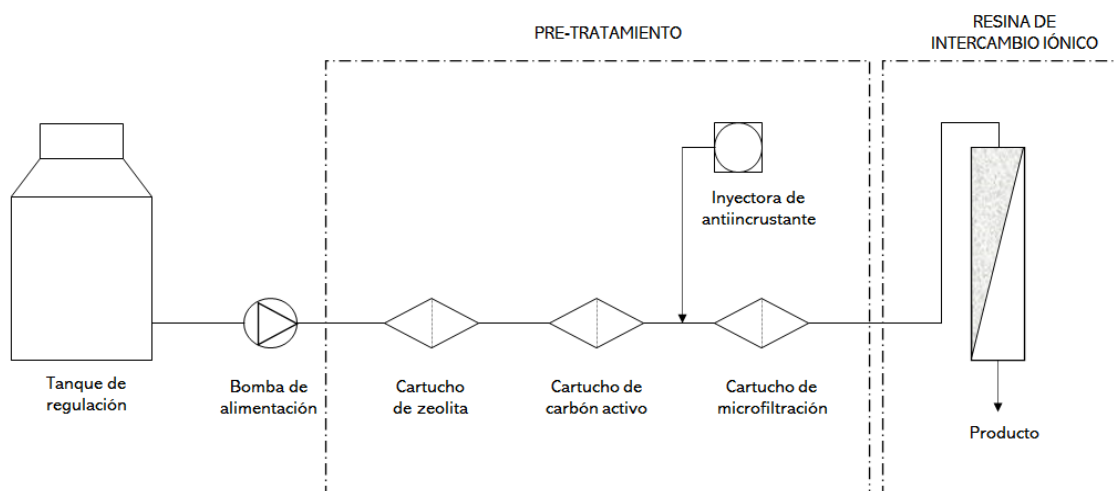 PRE-TRATAMIENTO
RESINA DE
INTERCAMBIO IÓNICO
Inyectora de
antiincrustante
Tanque de
regulación
Bomba de
alimentación
Cartucho
de zeolita
Cartucho de
carbón activo
Cartucho de
microfiltración
Producto